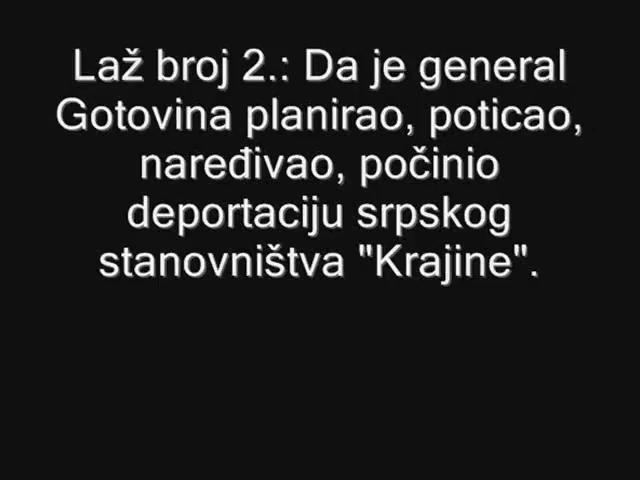 Laž broj 2.: Da je general
Gotovina planirao, poticao,
naređivao, počinio
deportaciju srpskog
stanovništva "Krajine".